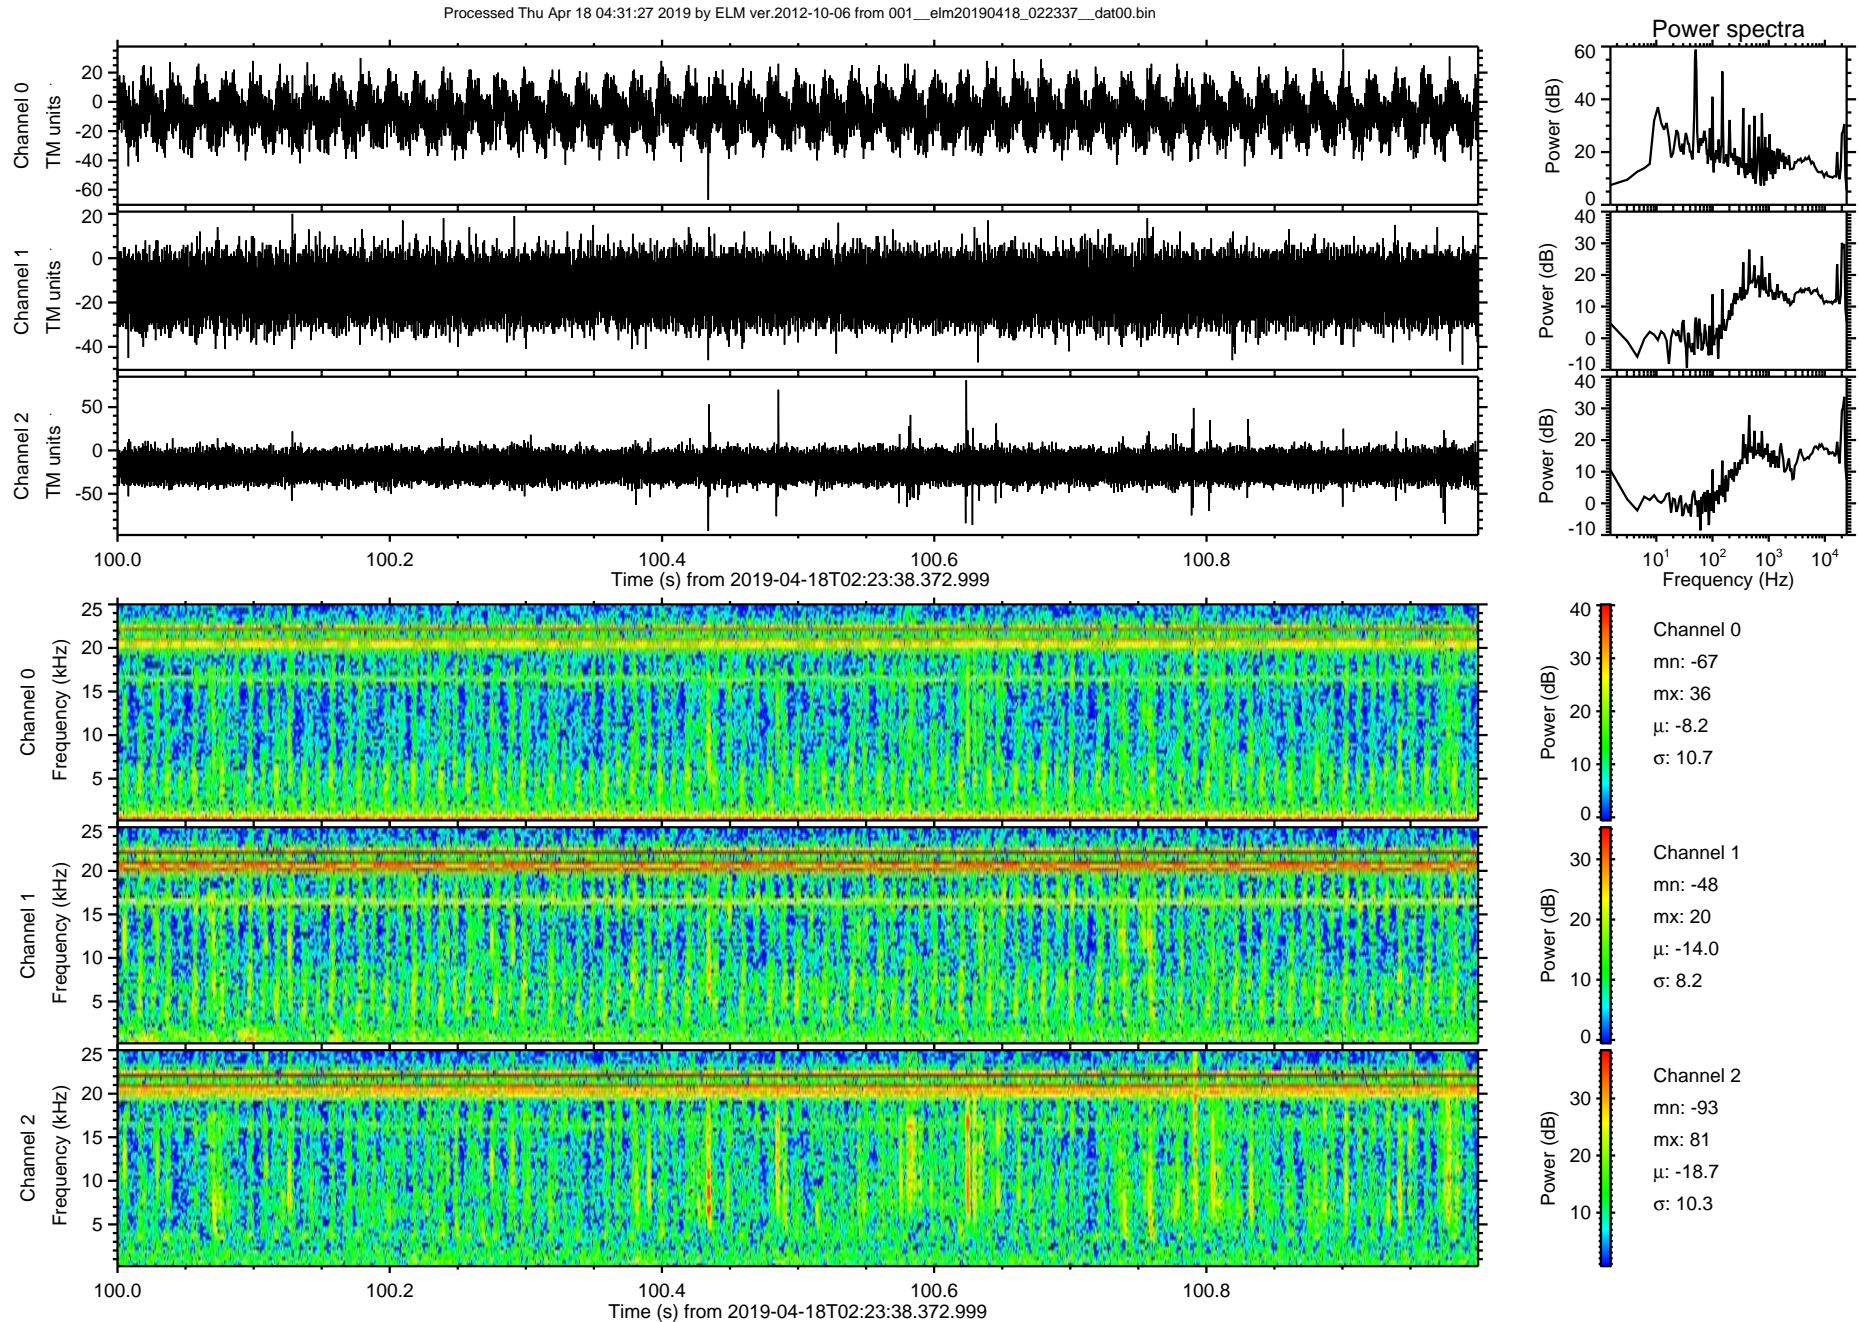 Processed Thu Apr 18 04:31:27 2019 by ELM ver.2012-10-06 from 001__elm20190418_022337__dat00.bin
Power spectra
Channel 0
TM units
20
0
-20
-40
-60
Power (dB)
60
40
20
0
Channel 1
TM units
20
0
-20
-40
Power (dB)
40
30
20
10
0
-10
Channel 2
TM units
50
0
-50
Power (dB)
40
30
20
10
0
-10
100.0 100.2 100.4 100.6 100.8
Time (s) from 2019-04-18T02:23:38.372.999
10^1 10^2 10^3 10^4
Frequency (Hz)
Channel 0
Frequency (kHz)
25
20
15
10
5
Power (dB)
40
30
20
10
0
Channel 0
mn: -67
mx: 36
μ: -8.2
σ: 10.7
Channel 1
Frequency (kHz)
25
20
15
10
5
Power (dB)
30
20
10
0
Channel 1
mn: -48
mx: 20
μ: -14.0
σ: 8.2
Channel 2
Frequency (kHz)
25
20
15
10
5
Power (dB)
30
20
10
Channel 2
mn: -93
mx: 81
μ: -18.7
σ: 10.3
100.0 100.2 100.4 100.6 100.8
Time (s) from 2019-04-18T02:23:38.372.999